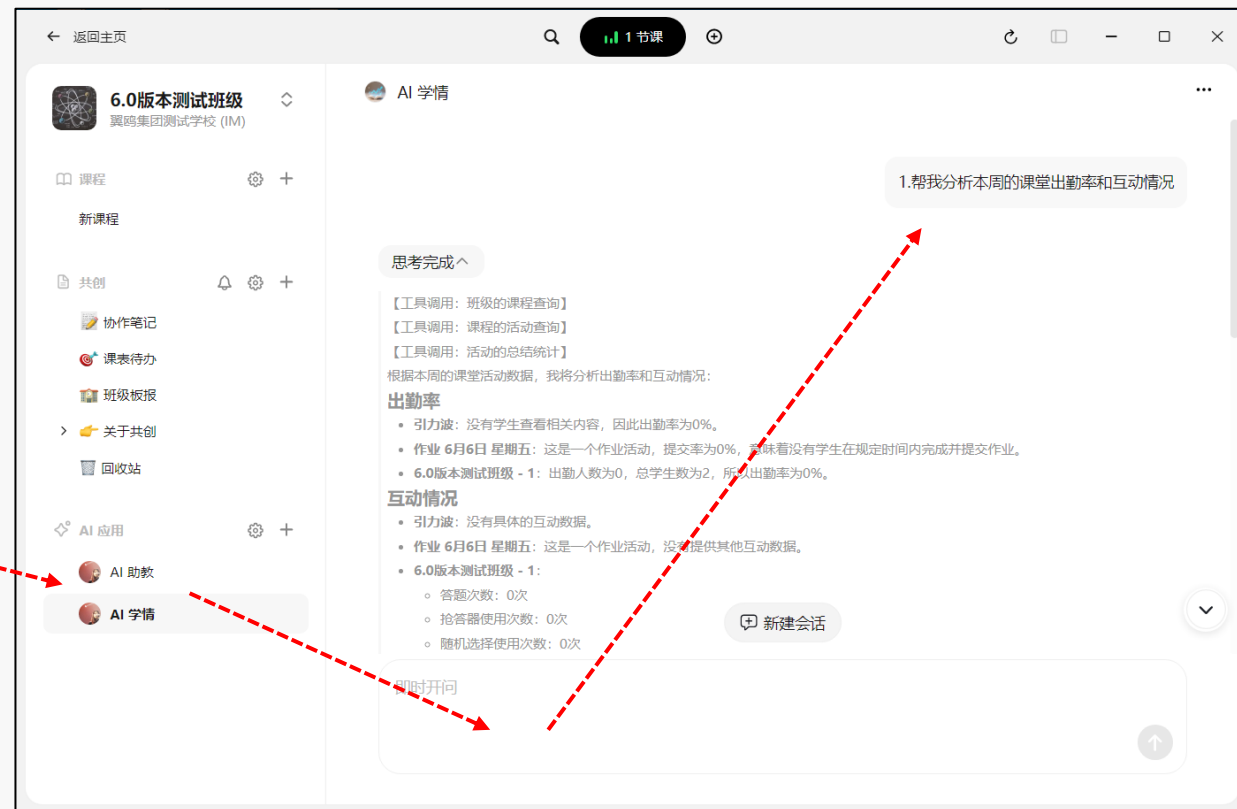 返回主页
1 节课
6.0版本测试班级
翼鸥集团测试学校 (IM)
课程
新课程
共创
协作笔记
课表待办
班级板报
关于共创
回收站
AI 应用
AI 助教
AI 学情
AI 学情
1.帮我分析本周的课堂出勤率和互动情况
思考完成
【工具调用：班级的课程查询】
【工具调用：课程的活动查询】
【工具调用：活动的总结统计】
根据本周的课堂活动数据，我将分析出勤率和互动情况：
出勤率
• 引力波：没有学生查看相关内容，因此出勤率为0%。
• 作业 6月6日 星期五：这是一个作业活动，提交率为0%，意味着没有学生在规定时间内完成并提交作业。
• 6.0版本测试班级 - 1：出勤人数为0，总学生数为2，所以出勤率为0%。
互动情况
• 引力波：没有具体的互动数据。
• 作业 6月6日 星期五：这是一个作业活动，没有提供其他互动数据。
• 6.0版本测试班级 - 1：
◦ 答题次数：0次
◦ 抢答器使用次数：0次
◦ 随机选择使用次数：0次
新建会话
即时开问